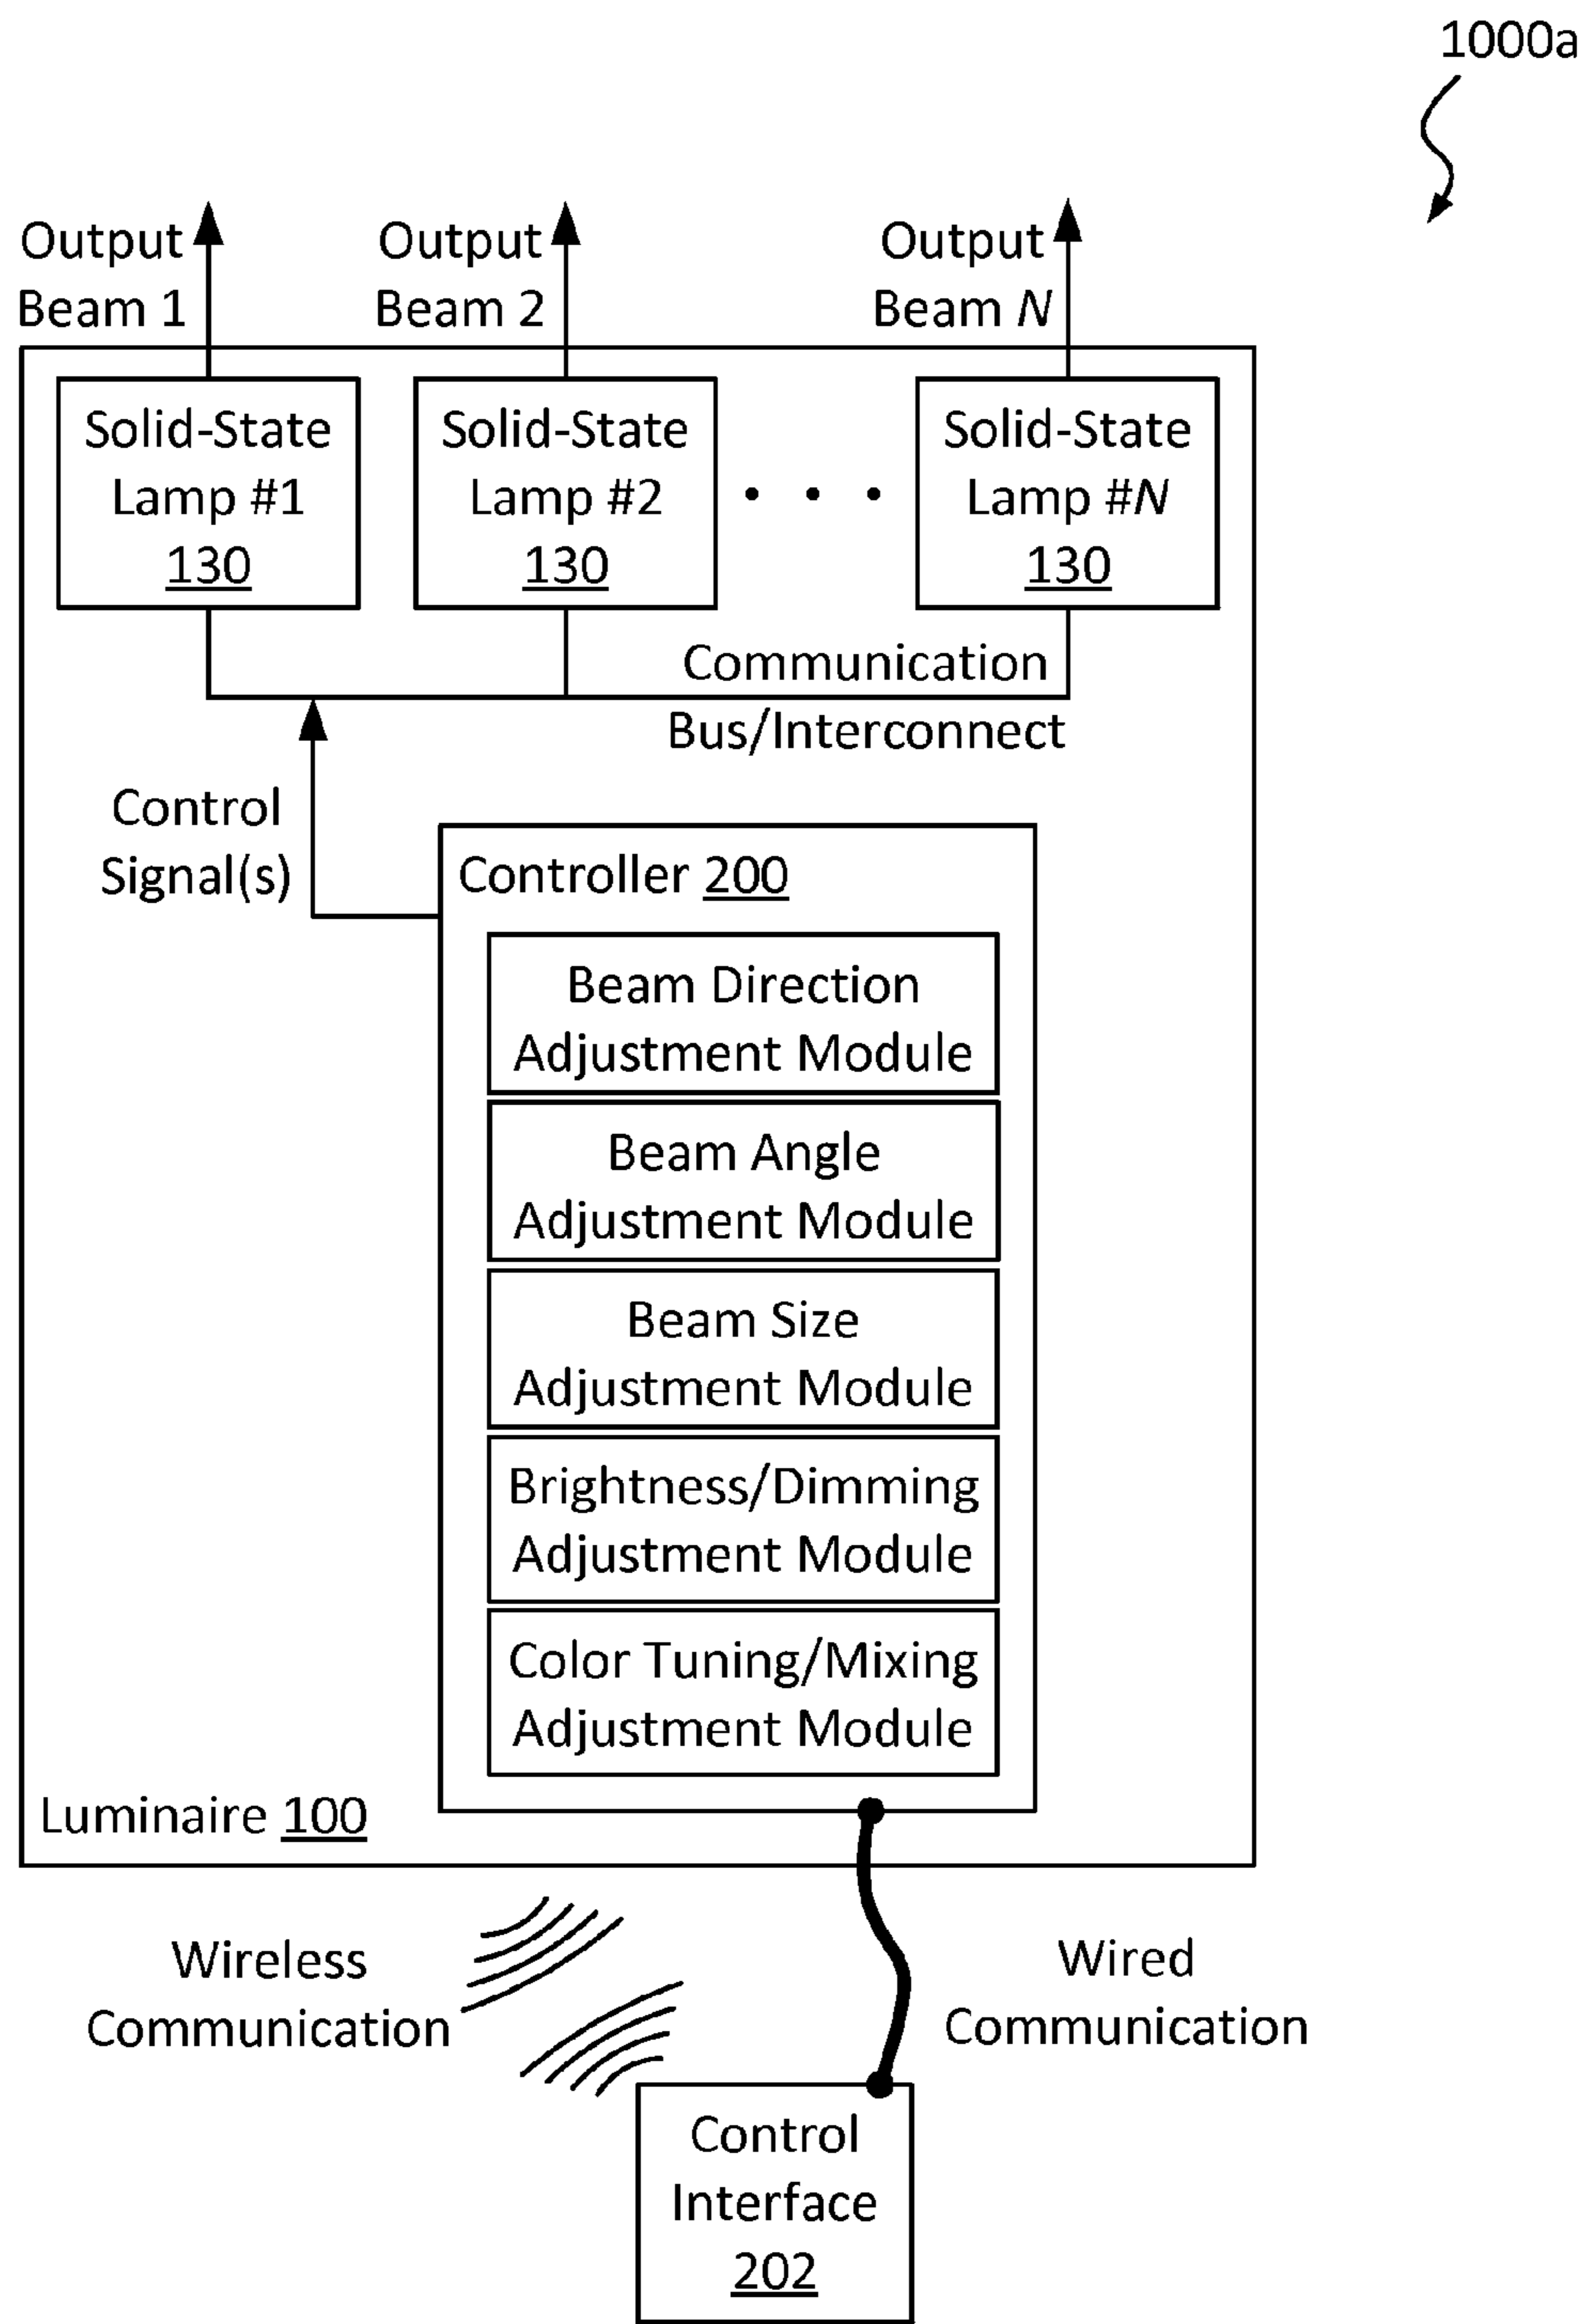 1000a
Output
Beam 1
Output
Beam 2
Output
Beam N
Solid-State
Lamp #1
130
Solid-State
Lamp #2
130
. . .
Solid-State
Lamp #N
130
Communication
Bus/Interconnect
Control
Signal(s)
Controller 200
Beam Direction
Adjustment Module
Beam Angle
Adjustment Module
Beam Size
Adjustment Module
Brightness/Dimming
Adjustment Module
Color Tuning/Mixing
Adjustment Module
Luminaire 100
Wireless
Communication
Wired
Communication
Control
Interface
202